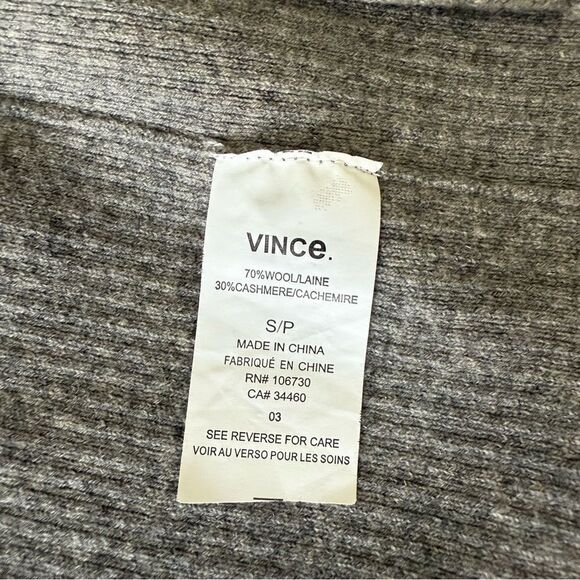 VINCe.
70%WOOL/LAINE
30%CASHMERE/CACHEMIRE
S/P
MADE IN CHINA
FABRIQUÉ EN CHINE
RN# 106730
CA# 34460
03
SEE REVERSE FOR CARE
VOIR AU VERSO POUR LES SOINS